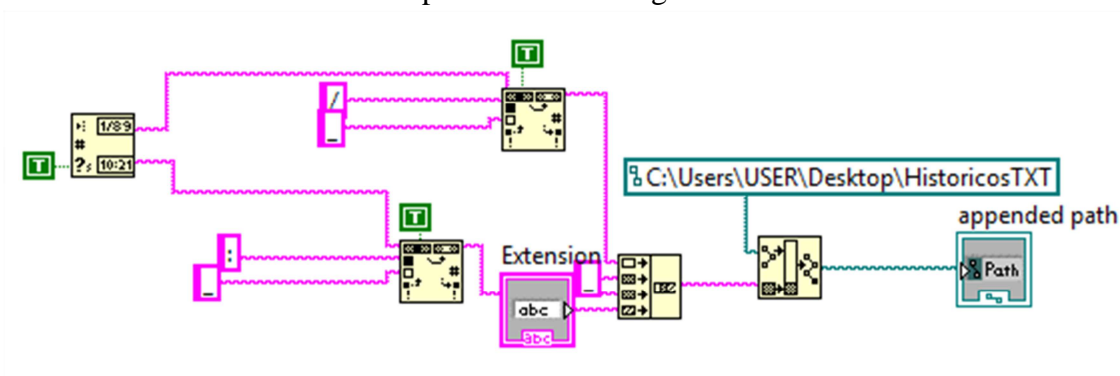 T
/
_
1/89
#
?s 10:21
T
#
C:\Users\USER\Desktop\HistoricosTXT
T
appended path
:
_
#
Extension
_
abc
abc
Path